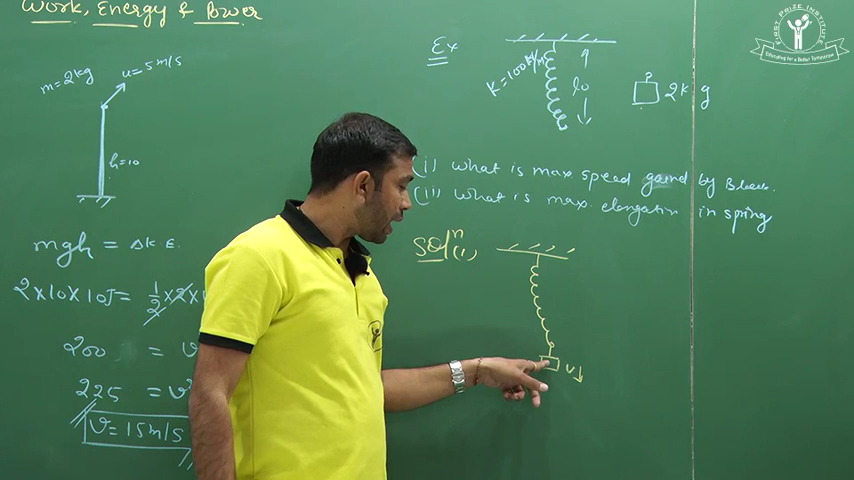 Work, Energy & Power
m=2kg
u=5m/s
h=10
mgh = Δk.E.
2×10×10J= 1/2×2×
200 =
225 = v²
v=15m/s
Ex
K=100N/m
l₀
2kg
(i) what is max speed gained by Block.
(ii) what is max. elongation in spring
Solⁿ (i)
v
FIRST PRIZE INSTITUTE
Educating for a Better Tomorrow